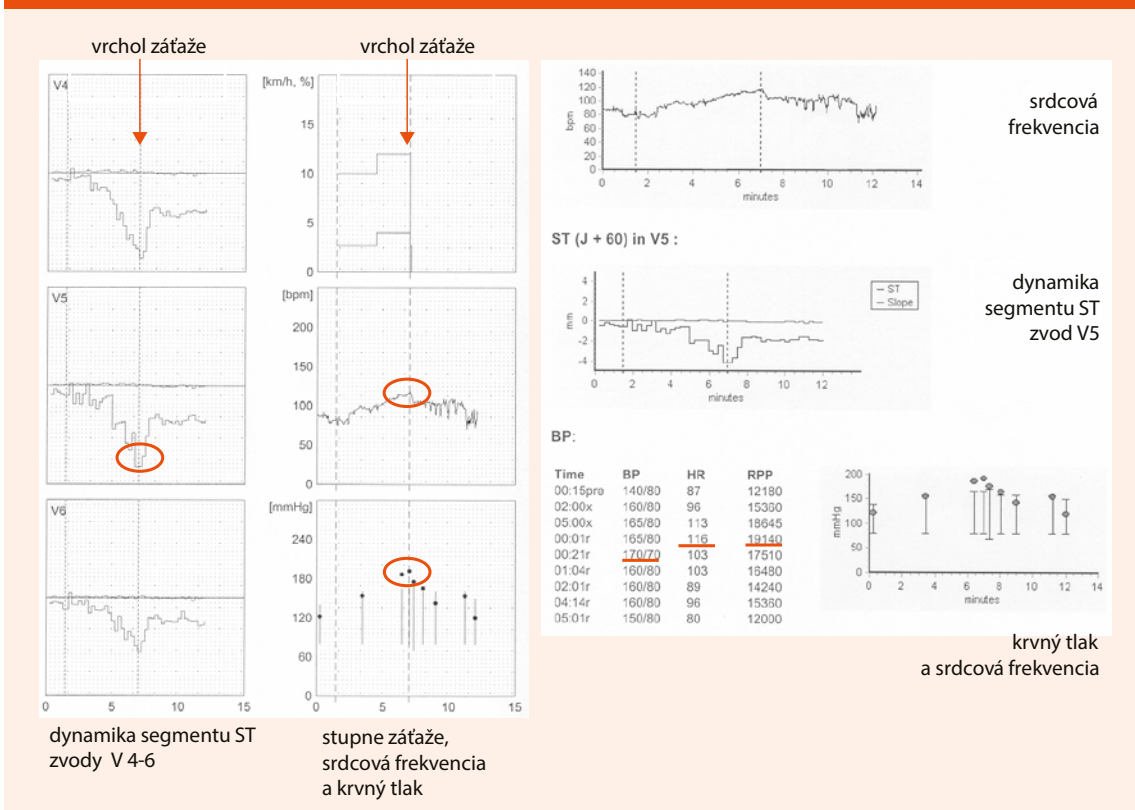 vrchol záťaže
vrchol záťaže
V4
[km/h, %]
15
10
5
0
V5
[bpm]
200
150
100
50
0
V6
[mmHg]
240
180
120
60
0
0 5 10 15
0 5 10 15
dynamika segmentu ST
zvody V 4-6
stupne záťaže,
srdcová frekvencia
a krvný tlak
140
120
100
80
60
40
20
0
bpm
0 2 4 6 8 10 12 14
minutes
srdcová
frekvencia
ST (J + 60) in V5 :
4
2
0
-2
-4
mm
0 2 4 6 8 10 12
minutes
ST
Slope
dynamika
segmentu ST
zvod V5
BP:
Time BP HR RPP
00:15pre 140/80 87 12180
02:00x 160/80 96 15360
05:00x 165/80 113 18645
00:01r 165/80 116 19140
00:21r 170/70 103 17510
01:04r 160/80 103 16480
02:01r 160/80 89 14240
04:14r 160/80 96 15360
05:01r 150/80 80 12000
200
150
100
50
0
mmHg
0 2 4 6 8 10 12 14
minutes
krvný tlak
a srdcová frekvencia